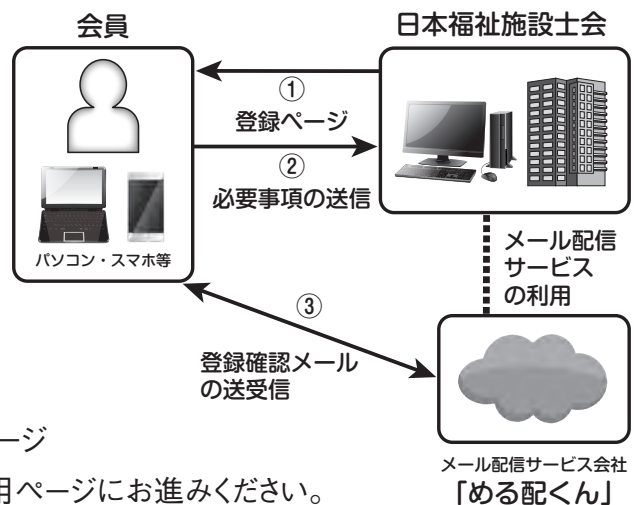 会員
日本福祉施設士会
①
登録ページ
②
必要事項の送信
パソコン・スマホ等
メール配信
サービス
の利用
③
登録確認メール
の送受信
メール配信サービス会社
「める配くん」
ージ
用ページにお進みください。